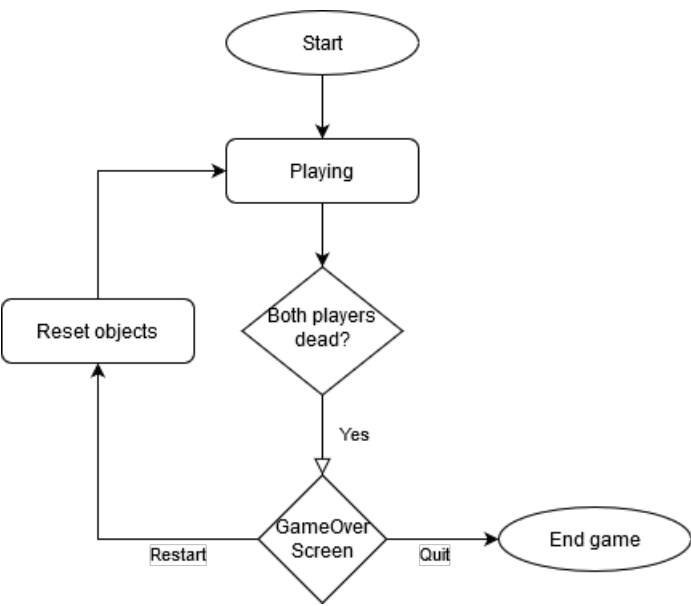 Start
Playing
Both players
dead?
Reset objects
Yes
GameOver
Screen
Restart
Quit
End game